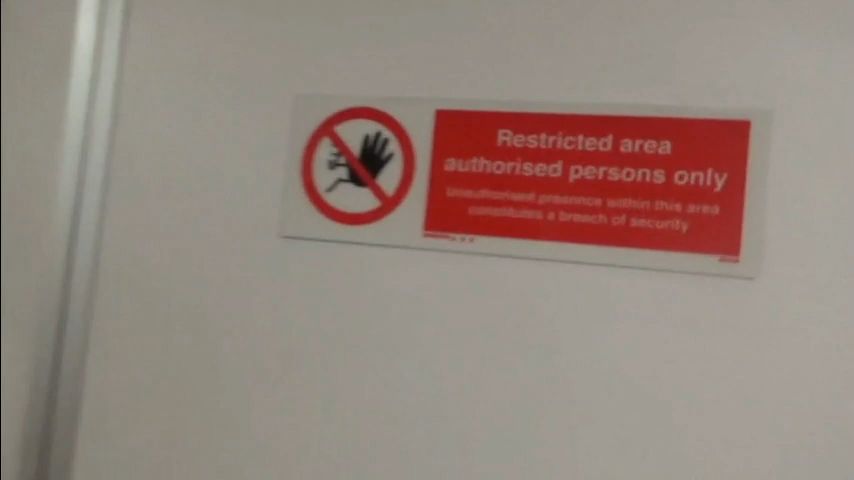 Restricted area
authorised persons only
Unauthorised presence within this area
constitutes a breach of security